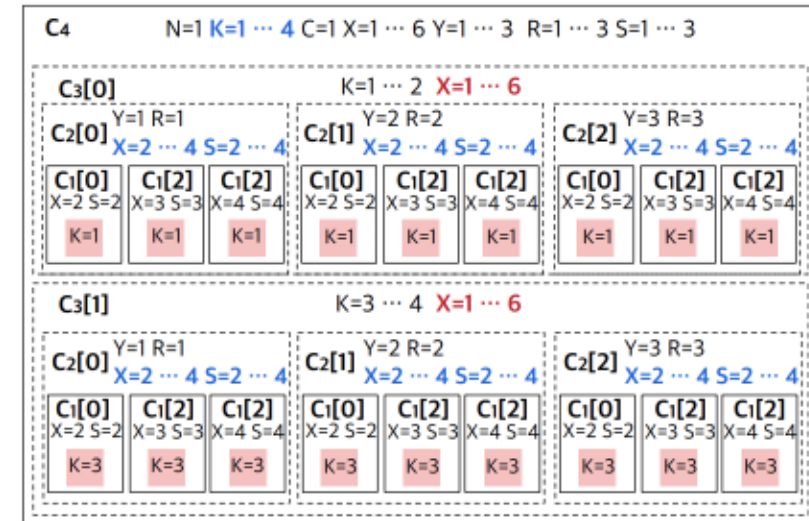 C4 N=1 K=1 ··· 4 C=1 X=1 ··· 6 Y=1 ··· 3 R=1 ··· 3 S=1 ··· 3
C3[0] K=1 ··· 2 X=1 ··· 6
C2[0] Y=1 R=1
X=2 ··· 4 S=2 ··· 4
C2[1] Y=2 R=2
X=2 ··· 4 S=2 ··· 4
C2[2] Y=3 R=3
X=2 ··· 4 S=2 ··· 4
C1[0] C1[2] C1[2] C1[0] C1[2] C1[2] C1[0] C1[2] C1[2]
X=2 S=2 X=3 S=3 X=4 S=4 X=2 S=2 X=3 S=3 X=4 S=4 X=2 S=2 X=3 S=3 X=4 S=4
K=1 K=1 K=1 K=1 K=1 K=1 K=1 K=1 K=1
C3[1] K=3 ··· 4 X=1 ··· 6
C2[0] Y=1 R=1
X=2 ··· 4 S=2 ··· 4
C2[1] Y=2 R=2
X=2 ··· 4 S=2 ··· 4
C2[2] Y=3 R=3
X=2 ··· 4 S=2 ··· 4
C1[0] C1[2] C1[2] C1[0] C1[2] C1[2] C1[0] C1[2] C1[2]
X=2 S=2 X=3 S=3 X=4 S=4 X=2 S=2 X=3 S=3 X=4 S=4 X=2 S=2 X=3 S=3 X=4 S=4
K=3 K=3 K=3 K=3 K=3 K=3 K=3 K=3 K=3